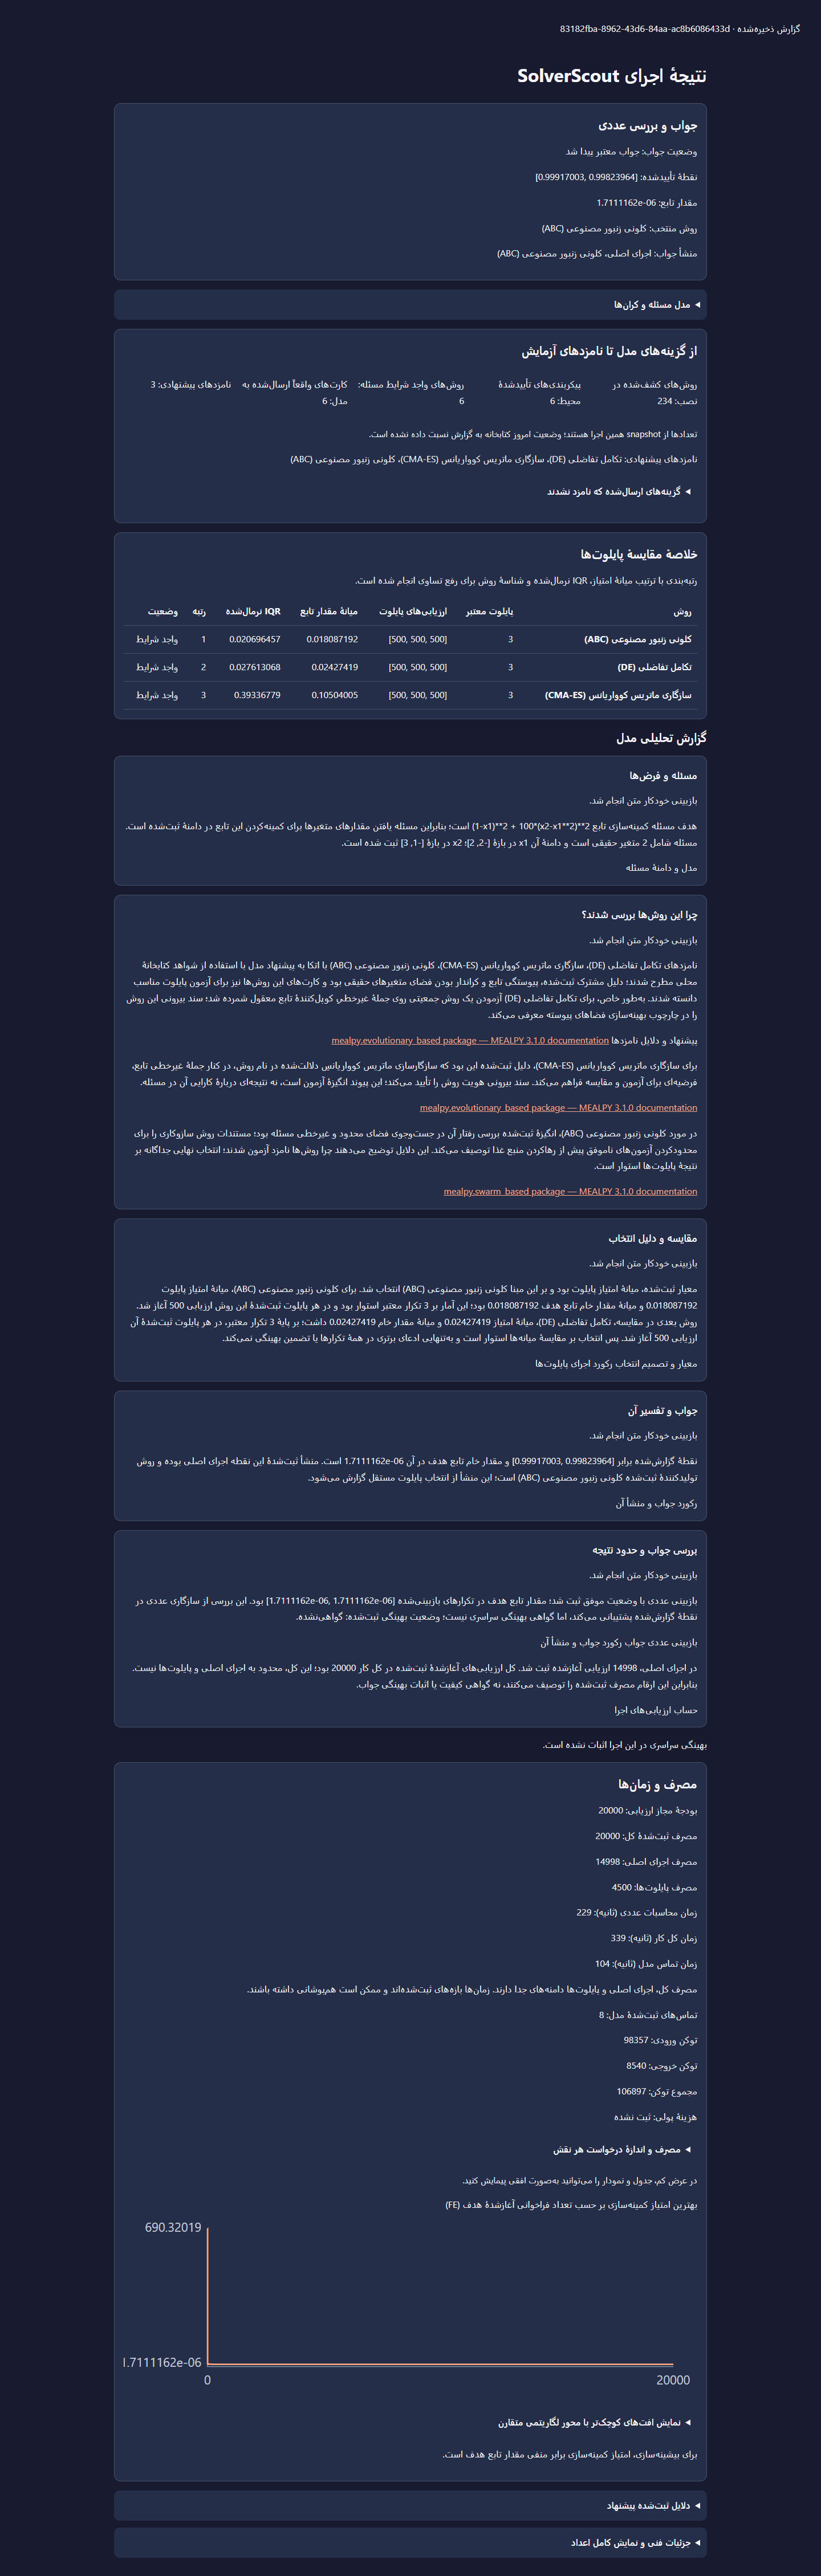 گزارش ذخیره‌شده · 83182fba-8962-43d6-84aa-ac8b6086433d
نتیجهٔ اجرای SolverScout
جواب و بررسی عددی
وضعیت جواب: جواب معتبر پیدا شد
نقطهٔ تأییدشده: [0.99917003, 0.99823964]
مقدار تابع: 1.7111162e-06
روش منتخب: کلونی زنبور مصنوعی (ABC)
منشأ جواب: اجرای اصلی، کلونی زنبور مصنوعی (ABC)
◄ مدل مسئله و کران‌ها
از گزینه‌های مدل تا نامزدهای آزمایش
روش‌های کشف‌شده در نصب: 234
پیکربندی‌های تأییدشدهٔ محیط: 6
روش‌های واجد شرایط مسئله: 6
کارت‌های واقعاً ارسال‌شده به مدل: 6
نامزدهای پیشنهادی: 3
تعدادها از snapshot همین اجرا هستند؛ وضعیت امروز کتابخانه به گزارش نسبت داده نشده است.
نامزدهای پیشنهادی: تکامل تفاضلی (DE)، سازگاری ماتریس کوواریانس (CMA-ES)، کلونی زنبور مصنوعی (ABC)
◄ گزینه‌های ارسال‌شده که نامزد نشدند
خلاصهٔ مقایسهٔ پایلوت‌ها
رتبه‌بندی با ترتیب میانهٔ امتیاز، IQR نرمال‌شده و شناسهٔ روش برای رفع تساوی انجام شده است.
روش پایلوت معتبر ارزیابی‌های پایلوت میانهٔ مقدار تابع IQR نرمال‌شده رتبه وضعیت
کلونی زنبور مصنوعی (ABC) 3 [500, 500, 500] 0.018087192 0.020696457 1 واجد شرایط
تکامل تفاضلی (DE) 3 [500, 500, 500] 0.02427419 0.027613068 2 واجد شرایط
سازگاری ماتریس کوواریانس (CMA-ES) 3 [500, 500, 500] 0.10504005 0.39336779 3 واجد شرایط
گزارش تحلیلی مدل
مسئله و فرض‌ها
بازبینی خودکار متن انجام شد.
هدف مسئله کمینه‌سازی تابع 2**(1-x1) + 100*(x2-x1**2)**2 است؛ بنابراین مسئله یافتن مقدارهای متغیرها برای کمینه‌کردن این تابع در دامنهٔ ثبت‌شده است.
مسئله شامل 2 متغیر حقیقی است و دامنهٔ آن x1 در بازهٔ [-2, 2]؛ x2 در بازهٔ [-1, 3] ثبت شده است.
مدل و دامنهٔ مسئله
چرا این روش‌ها بررسی شدند؟
بازبینی خودکار متن انجام شد.
نامزدهای تکامل تفاضلی (DE)، سازگاری ماتریس کوواریانس (CMA-ES)، کلونی زنبور مصنوعی (ABC) با اتکا به پیشنهاد مدل با استفاده از شواهد کتابخانهٔ
محلی مطرح شدند؛ دلیل مشترک ثبت‌شده، پیوستگی تابع و کراندار بودن فضای متغیرهای حقیقی بود و کارت‌های این روش‌ها نیز برای آزمون پایلوت مناسب
دانسته شدند. به‌طور خاص، برای تکامل تفاضلی (DE) آزمودن یک روش جمعیتی روی جملهٔ غیرخطیِ کوپل‌کنندهٔ تابع معقول شمرده شد؛ سند بیرونی این روش
را در چارچوب بهینه‌سازی فضاهای پیوسته معرفی می‌کند.
پیشنهاد و دلایل نامزدها mealpy.evolutionary_based package — MEALPY 3.1.0 documentation
برای سازگاری ماتریس کوواریانس (CMA-ES)، دلیل ثبت‌شده این بود که سازگارسازی ماتریس کوواریانس دلالت‌شده در نام روش، در کنار جملهٔ غیرخطی تابع،
فرضیه‌ای برای آزمون و مقایسه فراهم می‌کند. سند بیرونی هویت روش را تأیید می‌کند؛ این پیوند انگیزهٔ آزمون است، نه نتیجه‌ای دربارهٔ کارایی آن در مسئله.
mealpy.evolutionary_based package — MEALPY 3.1.0 documentation
در مورد کلونی زنبور مصنوعی (ABC)، انگیزهٔ ثبت‌شده بررسی رفتار آن در جست‌وجوی فضای محدود و غیرخطی مسئله بود؛ مستندات روش سازوکاری را برای
محدودکردن آزمون‌های ناموفق پیش از رهاکردن منبع غذا توصیف می‌کند. این دلایل توضیح می‌دهند چرا روش‌ها نامزد آزمون شدند؛ انتخاب نهایی جداگانه بر
نتیجهٔ پایلوت‌ها استوار است.
mealpy.swarm_based package — MEALPY 3.1.0 documentation
مقایسه و دلیل انتخاب
بازبینی خودکار متن انجام شد.
معیار ثبت‌شده، میانهٔ امتیاز پایلوت بود و بر این مبنا کلونی زنبور مصنوعی (ABC) انتخاب شد. برای کلونی زنبور مصنوعی (ABC)، میانهٔ امتیاز پایلوت
0.018087192 و میانهٔ مقدار خام تابع هدف 0.018087192 بود؛ این آمار بر 3 تکرار معتبر استوار بود و در هر پایلوت ثبت‌شدهٔ این روش ارزیابی 500 آغاز شد.
روش بعدی در مقایسه، تکامل تفاضلی (DE)، میانهٔ امتیاز 0.02427419 و میانهٔ مقدار خام 0.02427419 داشت؛ بر پایهٔ 3 تکرار معتبر، در هر پایلوت ثبت‌شدهٔ آن
ارزیابی 500 آغاز شد. پس انتخاب بر مقایسهٔ میانه‌ها استوار است و به‌تنهایی ادعای برتری در همهٔ تکرارها یا تضمین بهینگی نمی‌کند.
معیار و تصمیم انتخاب رکورد اجرای پایلوت‌ها
جواب و تفسیر آن
بازبینی خودکار متن انجام شد.
نقطهٔ گزارش‌شده برابر [0.99917003, 0.99823964] و مقدار خام تابع هدف در آن 1.7111162e-06 است. منشأ ثبت‌شدهٔ این نقطه اجرای اصلی بوده و روش
تولیدکنندهٔ ثبت‌شده کلونی زنبور مصنوعی (ABC) است؛ این منشأ از انتخاب پایلوت مستقل گزارش می‌شود.
رکورد جواب و منشأ آن
بررسی جواب و حدود نتیجه
بازبینی خودکار متن انجام شد.
بازبینی عددی با وضعیت موفق ثبت شد؛ مقدار تابع هدف در تکرارهای بازبینی‌شده [1.7111162e-06, 1.7111162e-06] بود. این بررسی از سازگاری عددی در
نقطهٔ گزارش‌شده پشتیبانی می‌کند، اما گواهی بهینگی سراسری نیست؛ وضعیت بهینگی ثبت‌شده: گواهی‌نشده.
بازبینی عددی جواب رکورد جواب و منشأ آن
در اجرای اصلی، 14998 ارزیابی آغازشده ثبت شد. کل ارزیابی‌های آغازشدهٔ ثبت‌شده در کل کار 20000 بود؛ این کل، محدود به اجرای اصلی و پایلوت‌ها نیست.
بنابراین این ارقام مصرف ثبت‌شده را توصیف می‌کنند، نه گواهی کیفیت یا اثبات بهینگی جواب.
حساب ارزیابی‌های اجرا
بهینگی سراسری در این اجرا اثبات نشده است.
مصرف و زمان‌ها
بودجهٔ مجاز ارزیابی: 20000
مصرف ثبت‌شدهٔ کل: 20000
مصرف اجرای اصلی: 14998
مصرف پایلوت‌ها: 4500
زمان محاسبات عددی (ثانیه): 229
زمان کل کار (ثانیه): 339
زمان تماس مدل (ثانیه): 104
مصرف کل، اجرای اصلی و پایلوت‌ها دامنه‌های جدا دارند. زمان‌ها بازه‌های ثبت‌شده‌اند و ممکن است هم‌پوشانی داشته باشند.
تماس‌های ثبت‌شدهٔ مدل: 8
توکن ورودی: 98357
توکن خروجی: 8540
مجموع توکن: 106897
هزینهٔ پولی: ثبت نشده
◄ مصرف و اندازهٔ درخواست هر نقش
در عرض کم، جدول و نمودار را می‌توانید به‌صورت افقی پیمایش کنید.
بهترین امتیاز کمینه‌سازی بر حسب تعداد فراخوانی آغازشدهٔ هدف (FE)
690.32019
1.7111162e-06
0 20000
◄ نمایش افت‌های کوچک‌تر با محور لگاریتمی متقارن
برای بیشینه‌سازی، امتیاز کمینه‌سازی برابر منفی مقدار تابع هدف است.
◄ دلایل ثبت‌شده پیشنهاد
◄ جزئیات فنی و نمایش کامل اعداد